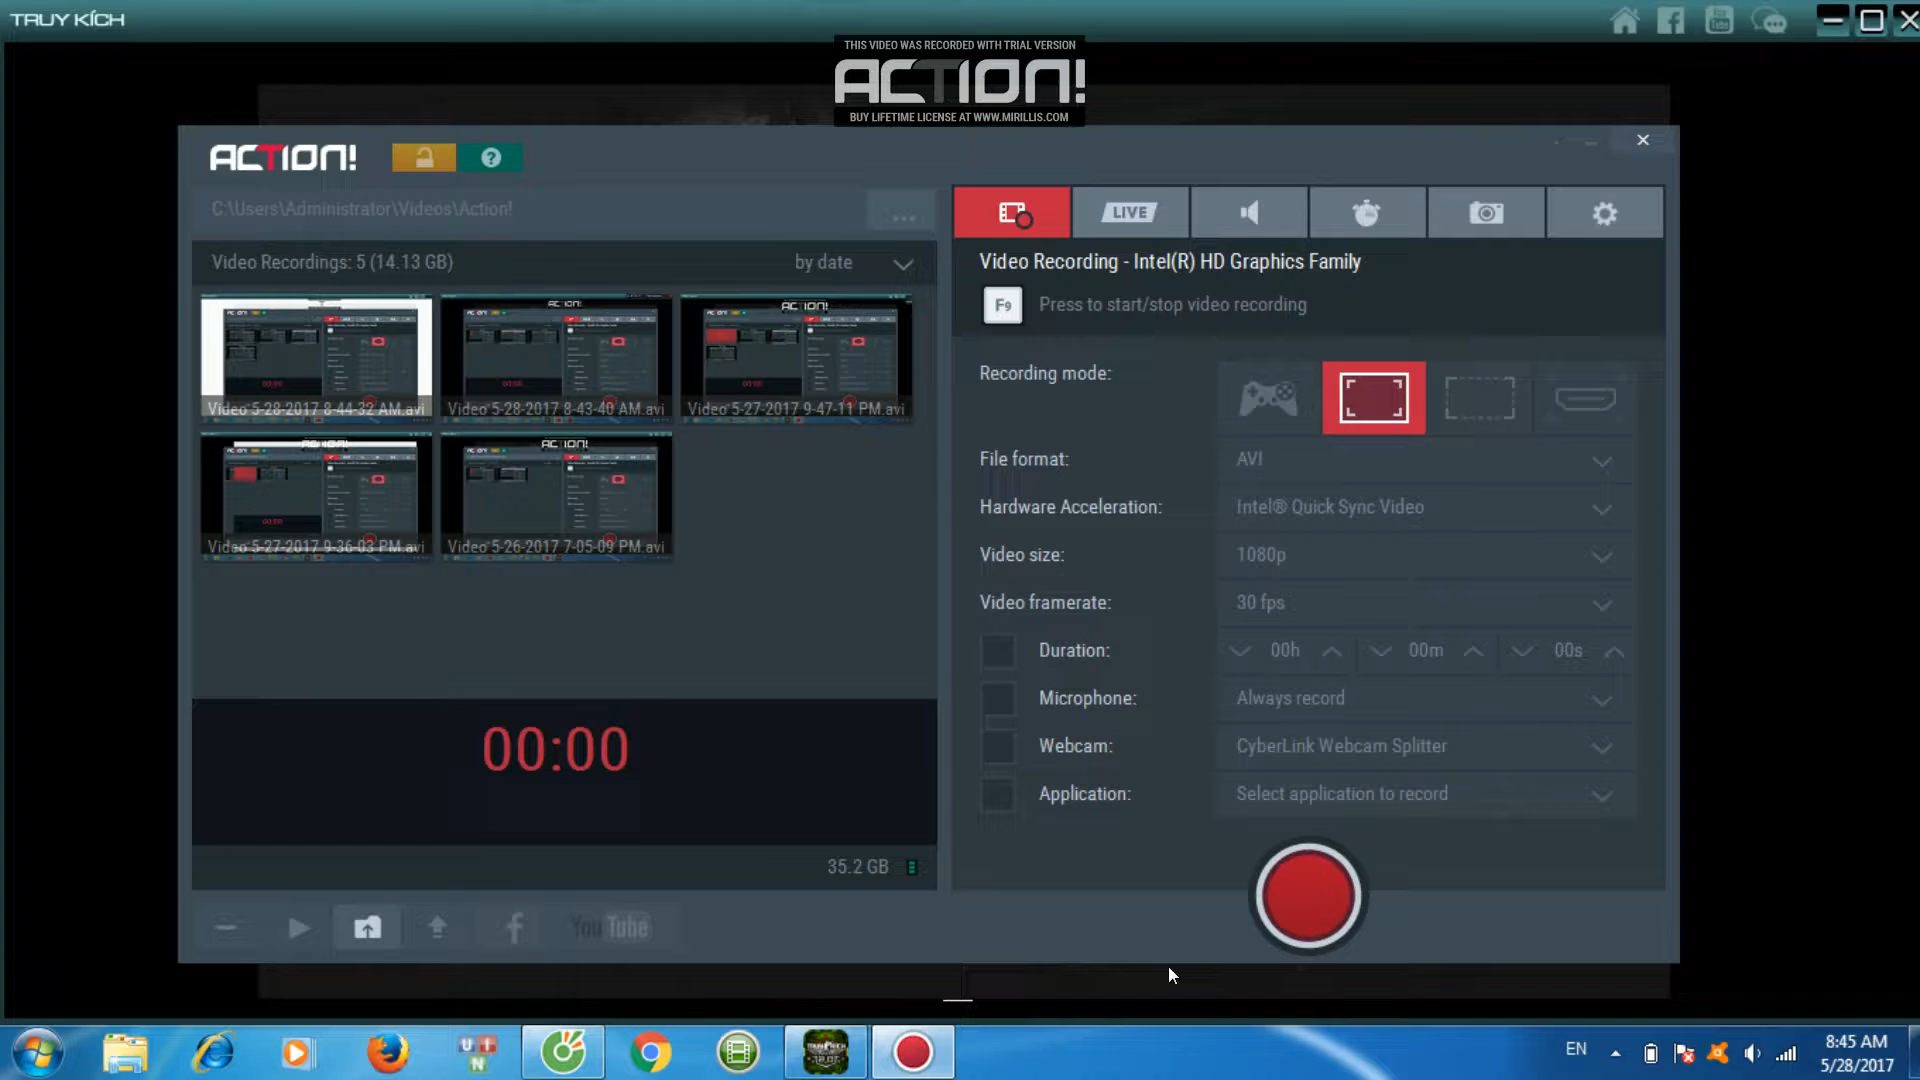 TRUY KÍCH
THIS VIDEO WAS RECORDED WITH TRIAL VERSION
ACTION!
BUY LIFETIME LICENSE AT WWW.MIRILLIS.COM
ACTION!
?
C:\Users\Administrator\Videos\Action!
...
LIVE
Video Recordings: 5 (14.13 GB)
by date
Video 5-28-2017 8-44-32 AM.avi
Video 5-28-2017 8-43-40 AM.avi
Video 5-27-2017 9-47-11 PM.avi
Video 5-27-2017 9-36-03 PM.avi
Video 5-26-2017 7-05-09 PM.avi
00:00
35.2 GB
You Tube
Video Recording - Intel(R) HD Graphics Family
F9
Press to start/stop video recording
Recording mode:
File format:
AVI
Hardware Acceleration:
Intel® Quick Sync Video
Video size:
1080p
Video framerate:
30 fps
Duration:
00h
00m
00s
Microphone:
Always record
Webcam:
CyberLink Webcam Splitter
Application:
Select application to record
U
N
EN
8:45 AM
5/28/2017